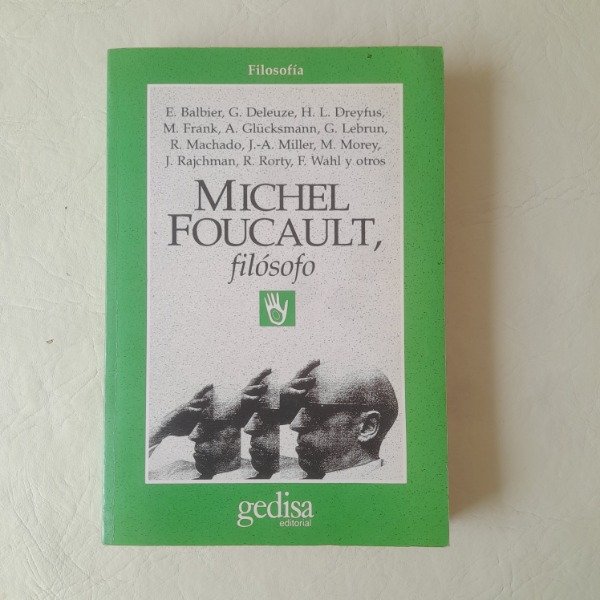 Filosofía
E. Balbier, G. Deleuze, H. L. Dreyfus,
M. Frank, A. Glücksmann, G. Lebrun,
R. Machado, J.-A. Miller, M. Morey,
J. Rajchman, R. Rorty, F. Wahl y otros
MICHEL
FOUCAULT,
filósofo
gedisa
editorial